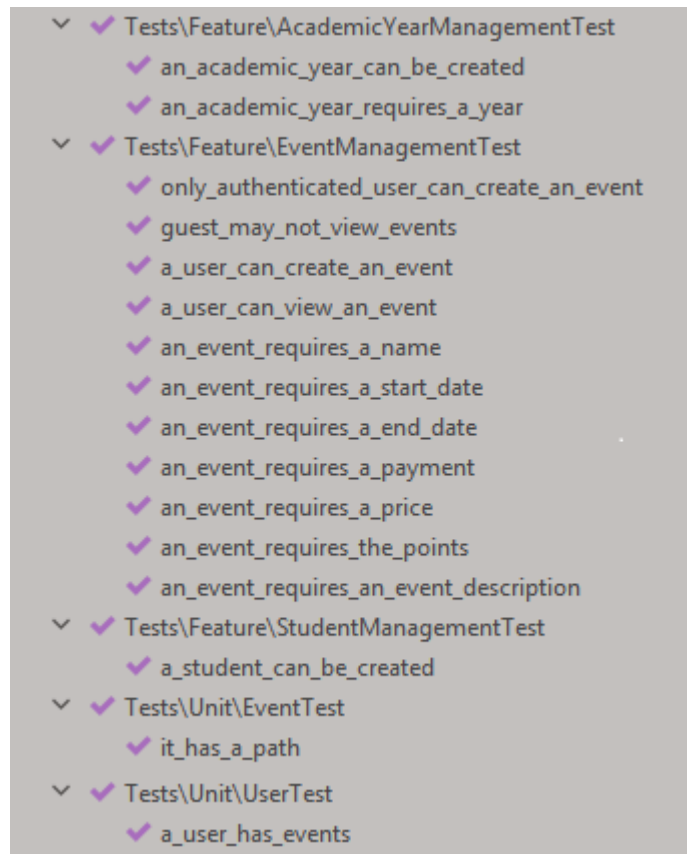 Tests\Feature\AcademicYearManagementTest
an_academic_year_can_be_created
an_academic_year_requires_a_year
Tests\Feature\EventManagementTest
only_authenticated_user_can_create_an_event
guest_may_not_view_events
a_user_can_create_an_event
a_user_can_view_an_event
an_event_requires_a_name
an_event_requires_a_start_date
an_event_requires_a_end_date
an_event_requires_a_payment
an_event_requires_a_price
an_event_requires_the_points
an_event_requires_an_event_description
Tests\Feature\StudentManagementTest
a_student_can_be_created
Tests\Unit\EventTest
it_has_a_path
Tests\Unit\UserTest
a_user_has_events